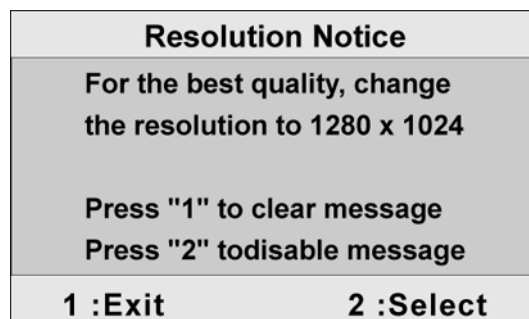 Resolution Notice
For the best quality, change
the resolution to 1280 x 1024
Press "1" to clear message
Press "2" todisable message
1 :Exit 2 :Select